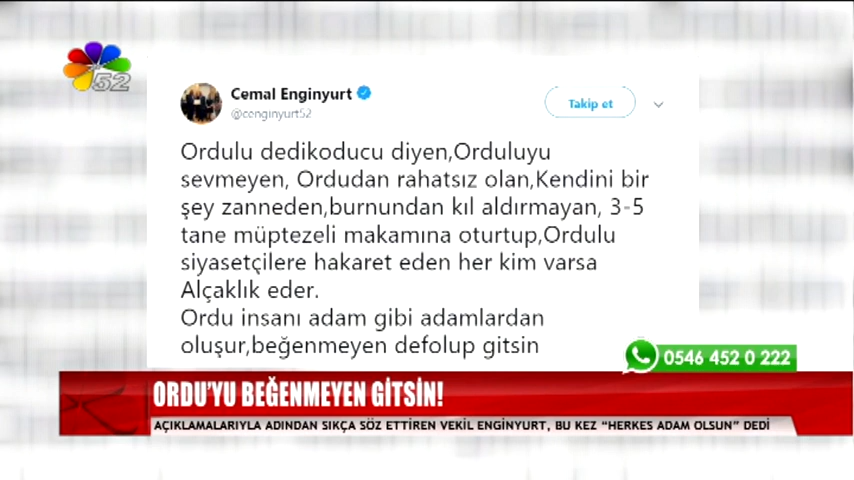 52
Cemal Enginyurt
@cenginyurt52
Takip et
Ordulu dedikoducu diyen,Orduluyu
sevmeyen, Ordudan rahatsız olan,Kendini bir
şey zanneden,burnundan kıl aldırmayan, 3-5
tane müptezeli makamına oturtup,Ordulu
siyasetçilere hakaret eden her kim varsa
Alçaklık eder.
Ordu insanı adam gibi adamlardan
oluşur,beğenmeyen defolup gitsin
0546 452 0 222
ORDU'YU BEĞENMEYEN GİTSİN!
AÇIKLAMALARIYLA ADINDAN SIKÇA SÖZ ETTİREN VEKİL ENGİNYURT, BU KEZ "HERKES ADAM OLSUN" DEDİ